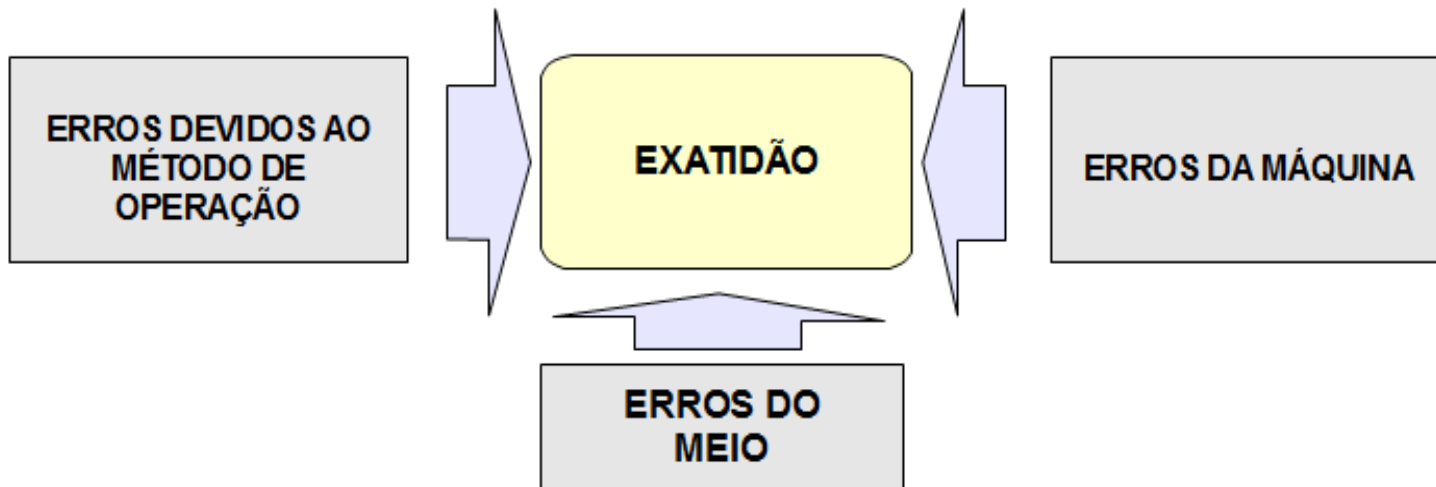 ERROS DEVIDOS AO
MÉTODO DE
OPERAÇÃO
EXATIDÃO
ERROS DA MÁQUINA
ERROS DO
MEIO